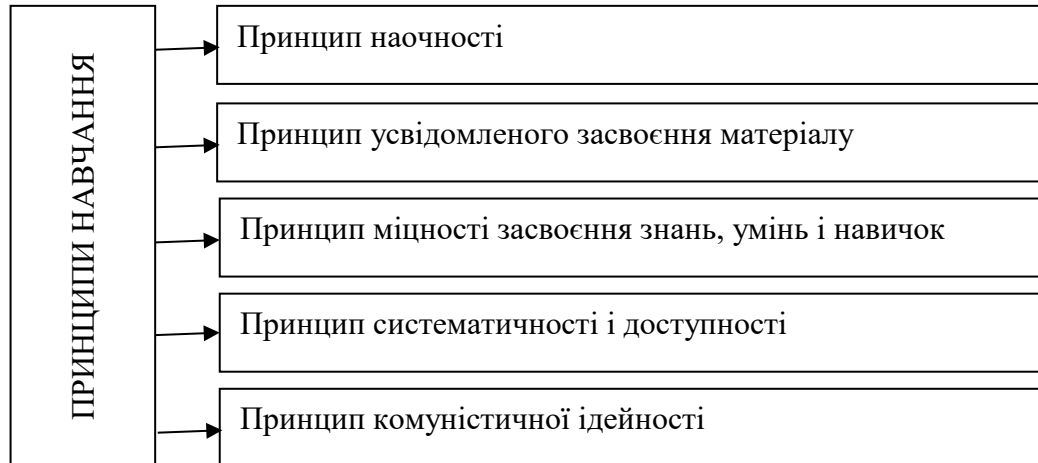 ПРИНЦИПИ НАВЧАННЯ
Принцип наочності
Принцип усвідомленого засвоєння матеріалу
Принцип міцності засвоєння знань, умінь і навичок
Принцип систематичності і доступності
Принцип комуністичної ідейності